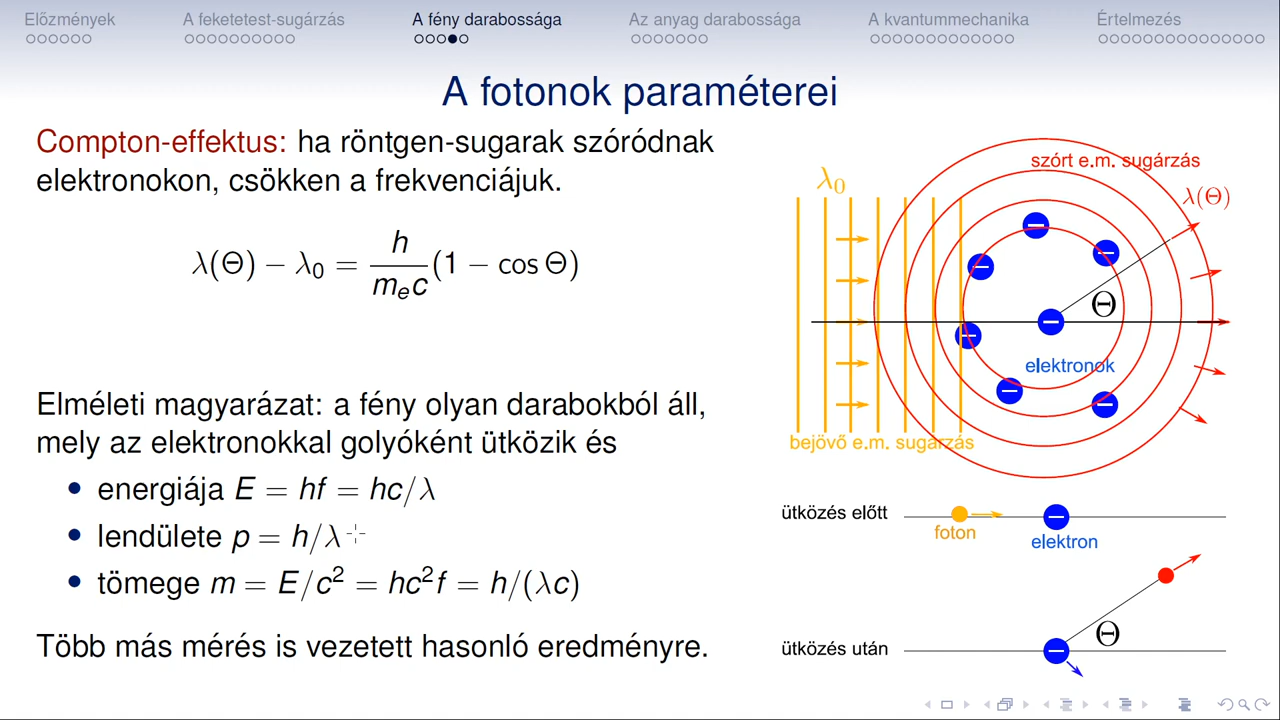 Előzmények
A feketetest-sugárzás
A fény darabossága
Az anyag darabossága
A kvantummechanika
Értelmezés
A fotonok paraméterei
Compton-effektus: ha röntgen-sugarak szóródnak
elektronokon, csökken a frekvenciájuk.
λ(Θ) − λ₀ = h/(mₑc) (1 − cos Θ)
Elméleti magyarázat: a fény olyan darabokból áll,
mely az elektronokkal golyóként ütközik és
energiája E = hf = hc/λ
lendülete p = h/λ
tömege m = E/c² = hc²f = h/(λc)
Több más mérés is vezetett hasonló eredményre.
szórt e.m. sugárzás
λ₀
λ(Θ)
Θ
elektronok
bejövő e.m. sugárzás
ütközés előtt
foton
elektron
Θ
ütközés után